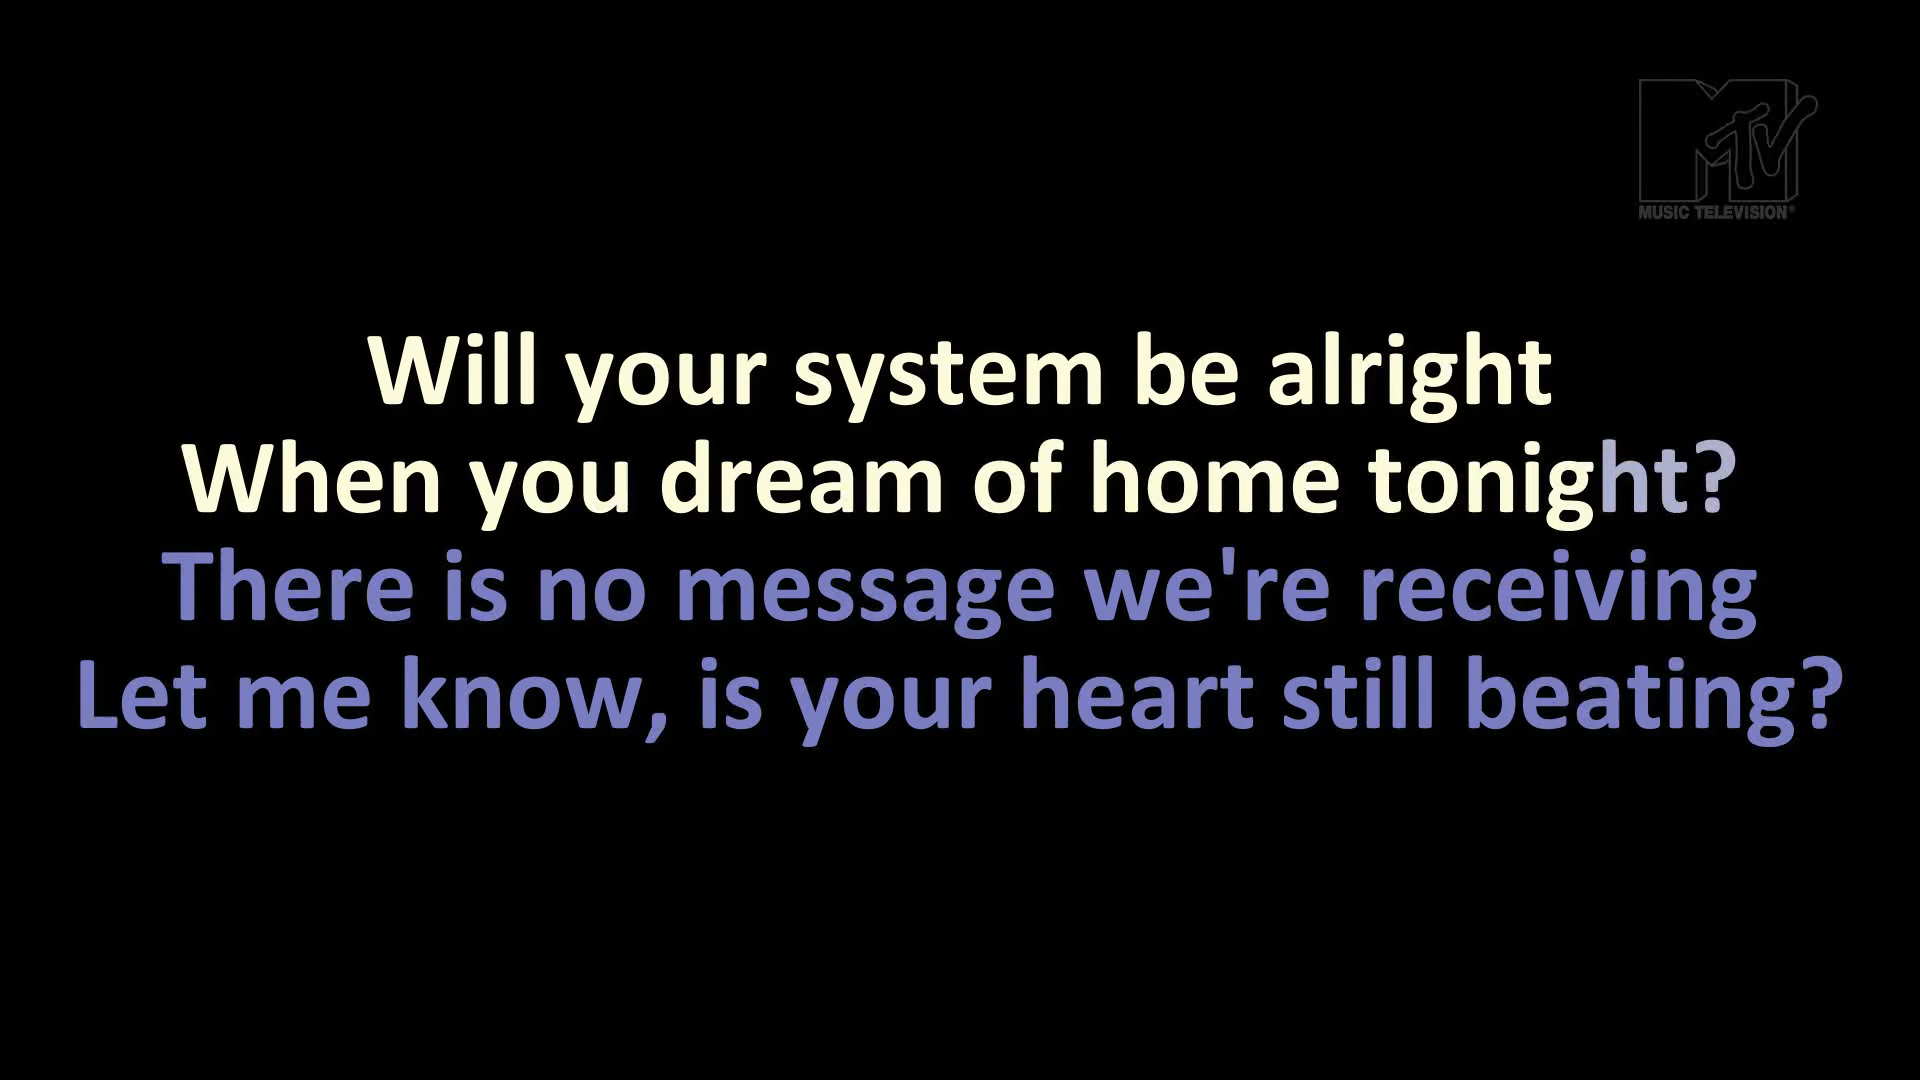 MTV
MUSIC TELEVISION®
Will your system be alright
When you dream of home tonight?
There is no message we're receiving
Let me know, is your heart still beating?